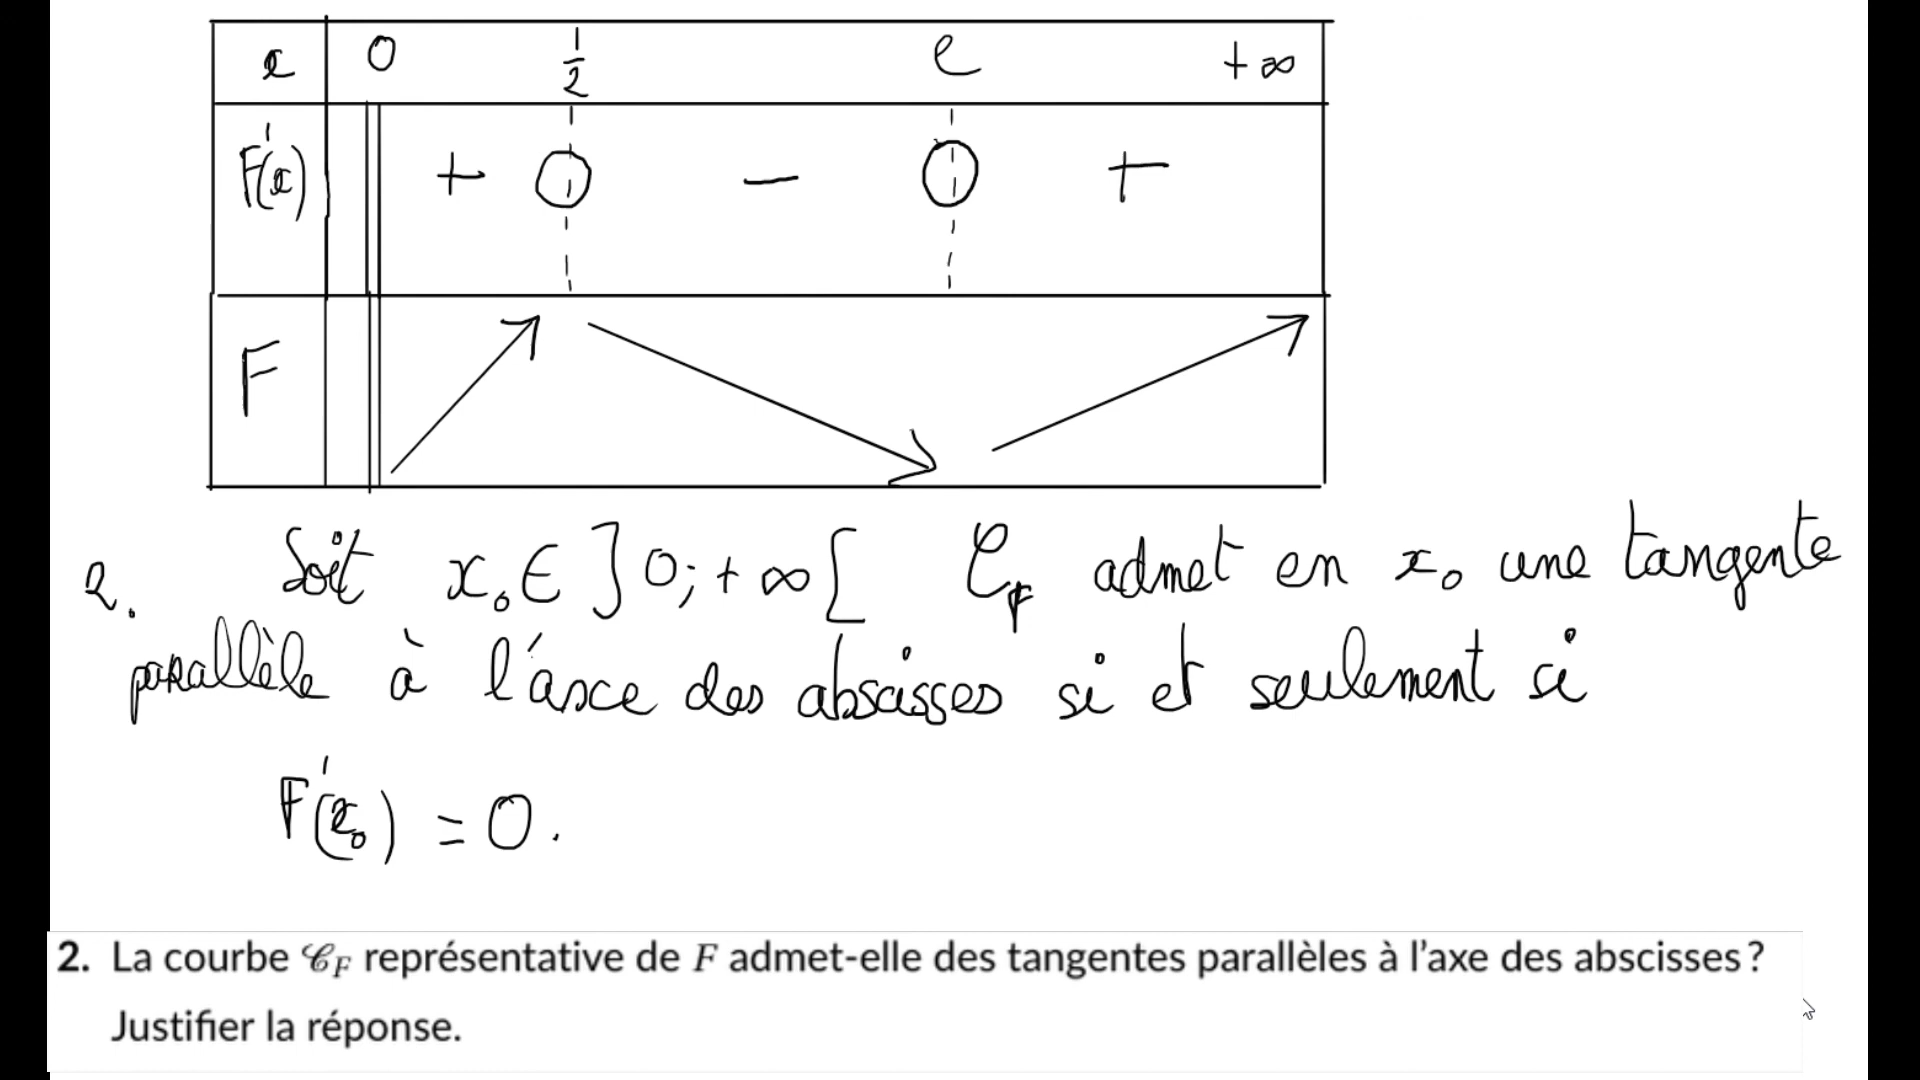 x 0 1/2 e +∞
F'(x) + 0 − 0 +
F
2. Soit x₀ ∈ ]0;+∞[ 𝒞_F admet en x₀ une tangente
parallèle à l'axe des abscisses si et seulement si
F'(x₀) = 0.
2. La courbe 𝒞_F représentative de F admet-elle des tangentes parallèles à l'axe des abscisses ?
Justifier la réponse.